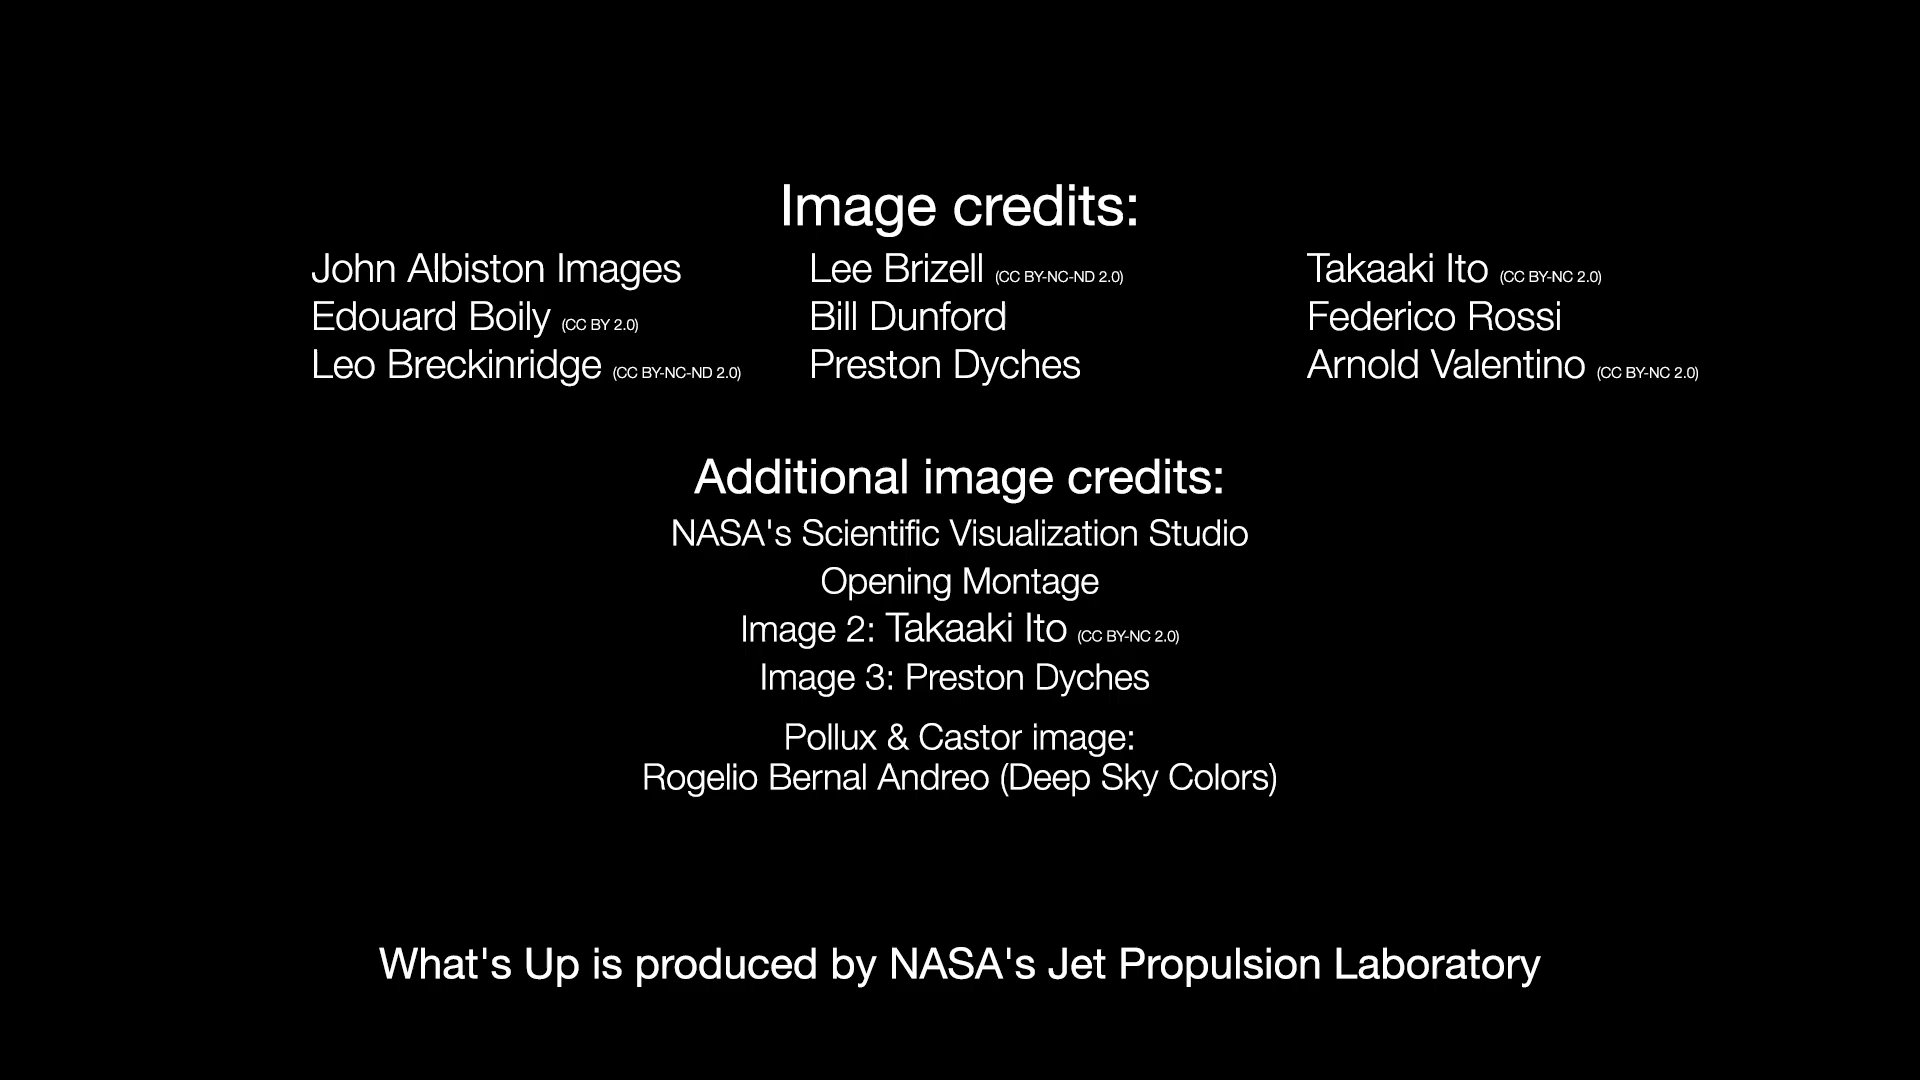 Image credits:
John Albiston Images
Edouard Boily (CC BY 2.0)
Leo Breckinridge (CC BY-NC-ND 2.0)
Lee Brizell (CC BY-NC-ND 2.0)
Bill Dunford
Preston Dyches
Takaaki Ito (CC BY-NC 2.0)
Federico Rossi
Arnold Valentino (CC BY-NC 2.0)
Additional image credits:
NASA's Scientific Visualization Studio
Opening Montage
Image 2: Takaaki Ito (CC BY-NC 2.0)
Image 3: Preston Dyches
Pollux & Castor image:
Rogelio Bernal Andreo (Deep Sky Colors)
What's Up is produced by NASA's Jet Propulsion Laboratory